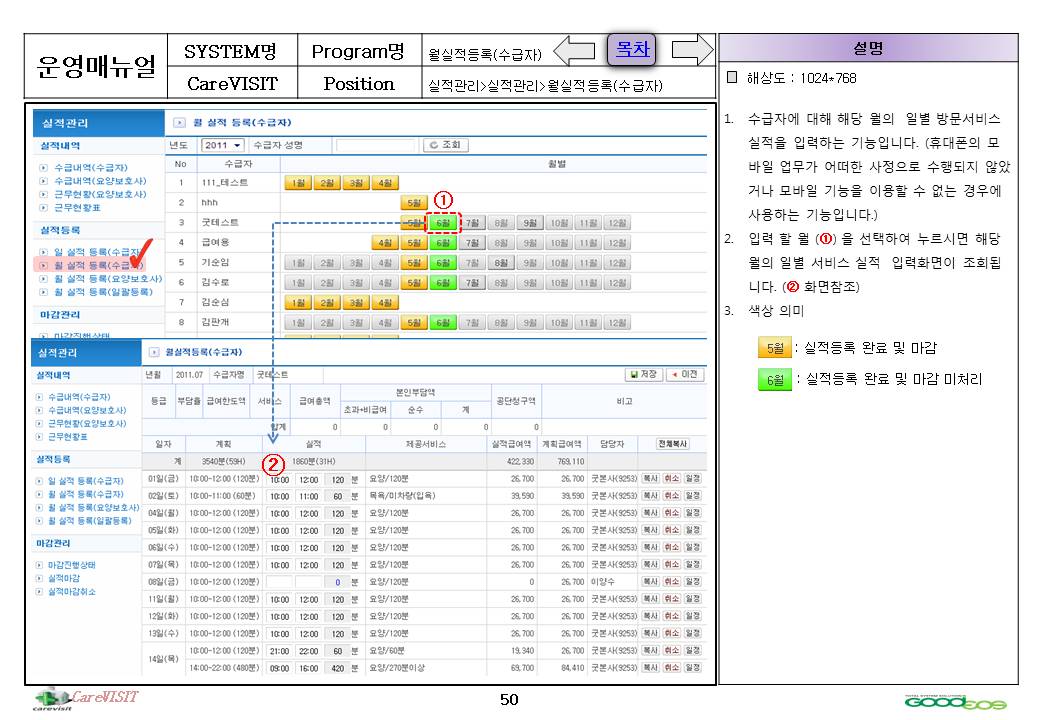 운영매뉴얼
SYSTEM명
Program명
월실적등록(수급자)
목차
CareVISIT
Position
실적관리>실적관리>월실적등록(수급자)
설명
해상도 : 1024*768
1. 수급자에 대해 해당 월의 일별 방문서비스
실적을 입력하는 기능입니다. (휴대폰의 모
바일 업무가 어떠한 사정으로 수행되지 않았
거나 모바일 기능을 이용할 수 없는 경우에
사용하는 기능입니다.)
2. 입력 할 월 (①) 을 선택하여 누르시면 해당
월의 일별 서비스 실적 입력화면이 조회됩
니다. (② 화면참조)
3. 색상 의미
5월 : 실적등록 완료 및 마감
6월 : 실적등록 완료 및 마감 미처리
실적관리
실적내역
수급내역(수급자)
수급내역(요양보호사)
근무현황(요양보호사)
근무현황표
실적등록
일 실적 등록(수급자
월 실적 등록(수급자)
월 실적 등록(요양보호사)
월 실적 등록(일괄등록)
마감관리
마감진행상태
월 실적 등록(수급자)
년도 2011 수급자 성명 조회
No 수급자 월별
1 111_테스트 1월 2월 3월 4월
2 hhh 5월
①
3 굿테스트 5월 6월 7월 8월 9월 10월 11월 12월
4 급여용 4월 5월 6월 7월 8월 9월 10월 11월 12월
5 기순임 1월 2월 3월 4월 5월 6월 7월 8월 9월 10월 11월 12월
6 김수로 1월 2월 3월 4월 5월 6월 7월 8월 9월 10월 11월 12월
7 김순심 1월 2월 3월 4월
8 김판개 1월 2월 3월 4월 5월 6월 7월 8월 9월 10월 11월 12월
실적관리
실적내역
수급내역(수급자)
수급내역(요양보호사)
근무현황(요양보호사)
근무현황표
실적등록
일 실적 등록(수급자)
월 실적 등록(수급자)
월 실적 등록(요양보호사)
월 실적 등록(일괄등록)
마감관리
마감진행상태
실적마감
실적마감취소
월실적등록(수급자)
년월 2011.07 수급자명 굿테스트 저장 이전
등급 부담율 급여한도액 서비스 급여총액 본인부담액 공단청구액 비고
초과+비급여 순수 계
합계 0 0 0 0 0
일자 계획 실적 제공서비스 실적급여액 계획급여액 담당자 전체복사
계 3540분(59H) ② 1860분(31H) 422,330 769,110
01일(금) 10:00~12:00 (120분) 10:00 12:00 120 분 요양/120분 26,700 26,700 굿본사(9253) 복사 취소 일정
02일(토) 10:00~11:00 (60분) 10:00 11:00 60 분 목욕/미차량(입욕) 39,590 39,590 굿본사(9253) 복사 취소 일정
04일(월) 10:00~12:00 (120분) 10:00 12:00 120 분 요양/120분 26,700 26,700 굿본사(9253) 복사 취소 일정
05일(화) 10:00~12:00 (120분) 10:00 12:00 120 분 요양/120분 26,700 26,700 굿본사(9253) 복사 취소 일정
06일(수) 10:00~12:00 (120분) 10:00 12:00 120 분 요양/120분 26,700 26,700 굿본사(9253) 복사 취소 일정
07일(목) 10:00~12:00 (120분) 10:00 12:00 120 분 요양/120분 26,700 26,700 굿본사(9253) 복사 취소 일정
08일(금) 10:00~12:00 (120분) 0 분 요양/120분 0 26,700 이양수 복사 취소 일정
11일(월) 10:00~12:00 (120분) 10:00 12:00 120 분 요양/120분 26,700 26,700 굿본사(9253) 복사 취소 일정
12일(화) 10:00~12:00 (120분) 10:00 12:00 120 분 요양/120분 26,700 26,700 굿본사(9253) 복사 취소 일정
13일(수) 10:00~12:00 (120분) 10:00 12:00 120 분 요양/120분 26,700 26,700 굿본사(9253) 복사 취소 일정
14일(목) 10:00~12:00 (120분) 21:00 22:00 60 분 요양/60분 19,340 26,700 굿본사(9253) 복사 취소 일정
14:00~22:00 (480분) 09:00 16:00 420 분 요양/270분이상 69,700 84,410 굿본사(9253) 복사 취소 일정
CareVISIT
carevisit
50
TOTAL SYSTEM SOLUTIONS
GOODEOS